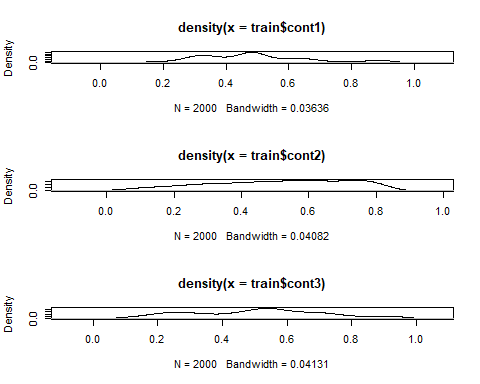 density(x = train$cont1)
Density
0.0
0.0 0.2 0.4 0.6 0.8 1.0
N = 2000 Bandwidth = 0.03636
density(x = train$cont2)
Density
0.0
0.0 0.2 0.4 0.6 0.8 1.0
N = 2000 Bandwidth = 0.04082
density(x = train$cont3)
Density
0.0
0.0 0.2 0.4 0.6 0.8 1.0
N = 2000 Bandwidth = 0.04131